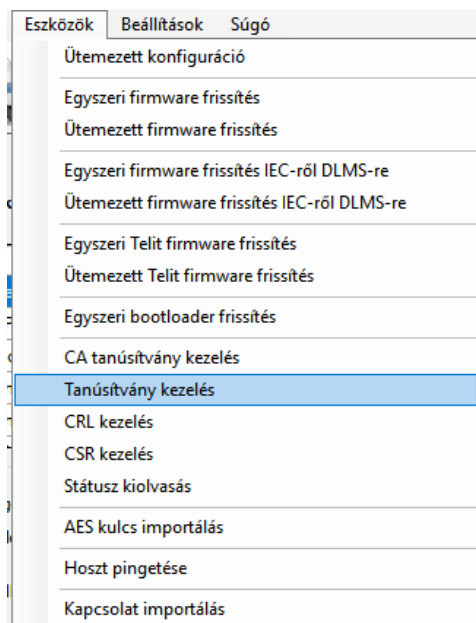 Eszközök Beállítások Súgó
Ütemezett konfiguráció
Egyszeri firmware frissítés
Ütemezett firmware frissítés
Egyszeri firmware frissítés IEC-ről DLMS-re
Ütemezett firmware frissítés IEC-ről DLMS-re
Egyszeri Telit firmware frissítés
Ütemezett Telit firmware frissítés
Egyszeri bootloader frissítés
CA tanúsítvány kezelés
Tanúsítvány kezelés
CRL kezelés
CSR kezelés
Státusz kiolvasás
AES kulcs importálás
Hoszt pingetése
Kapcsolat importálás